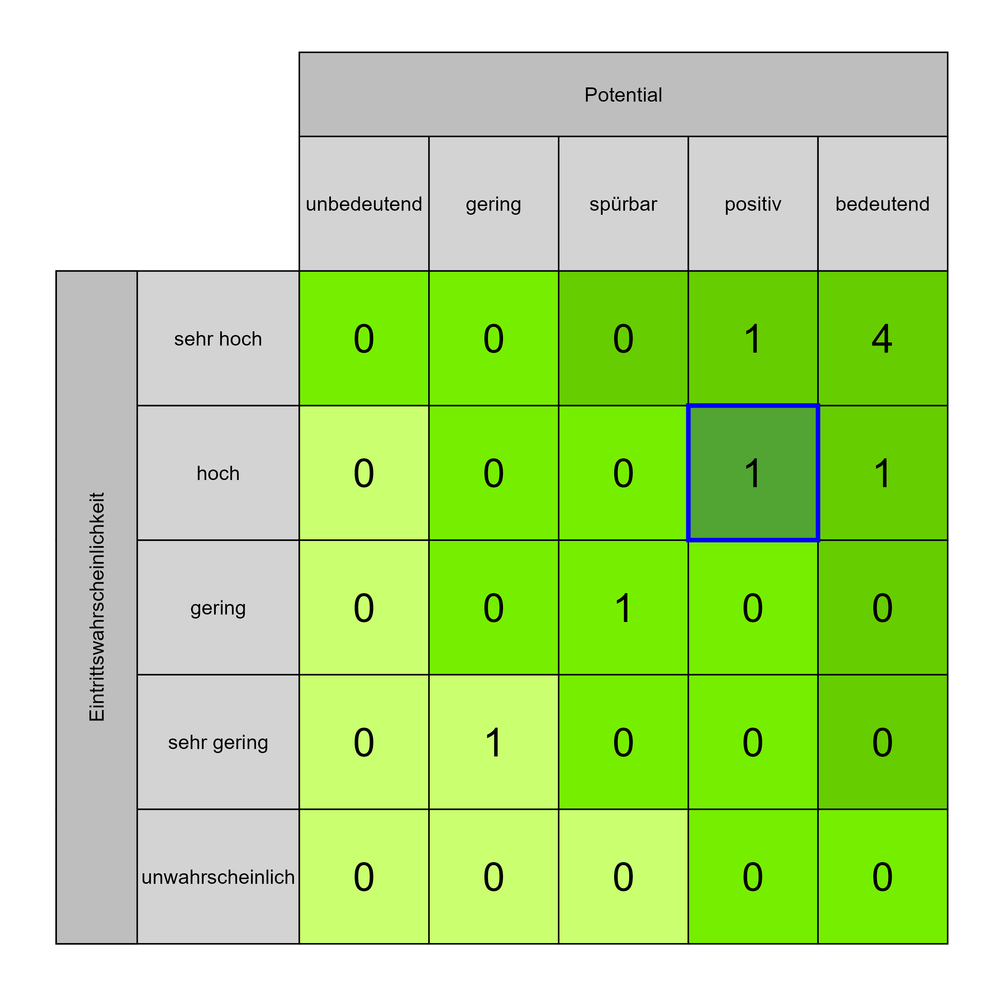 Potential
unbedeutend gering spürbar positiv bedeutend
Eintrittswahrscheinlichkeit
sehr hoch 0 0 0 1 4
hoch 0 0 0 1 1
gering 0 0 1 0 0
sehr gering 0 1 0 0 0
unwahrscheinlich 0 0 0 0 0